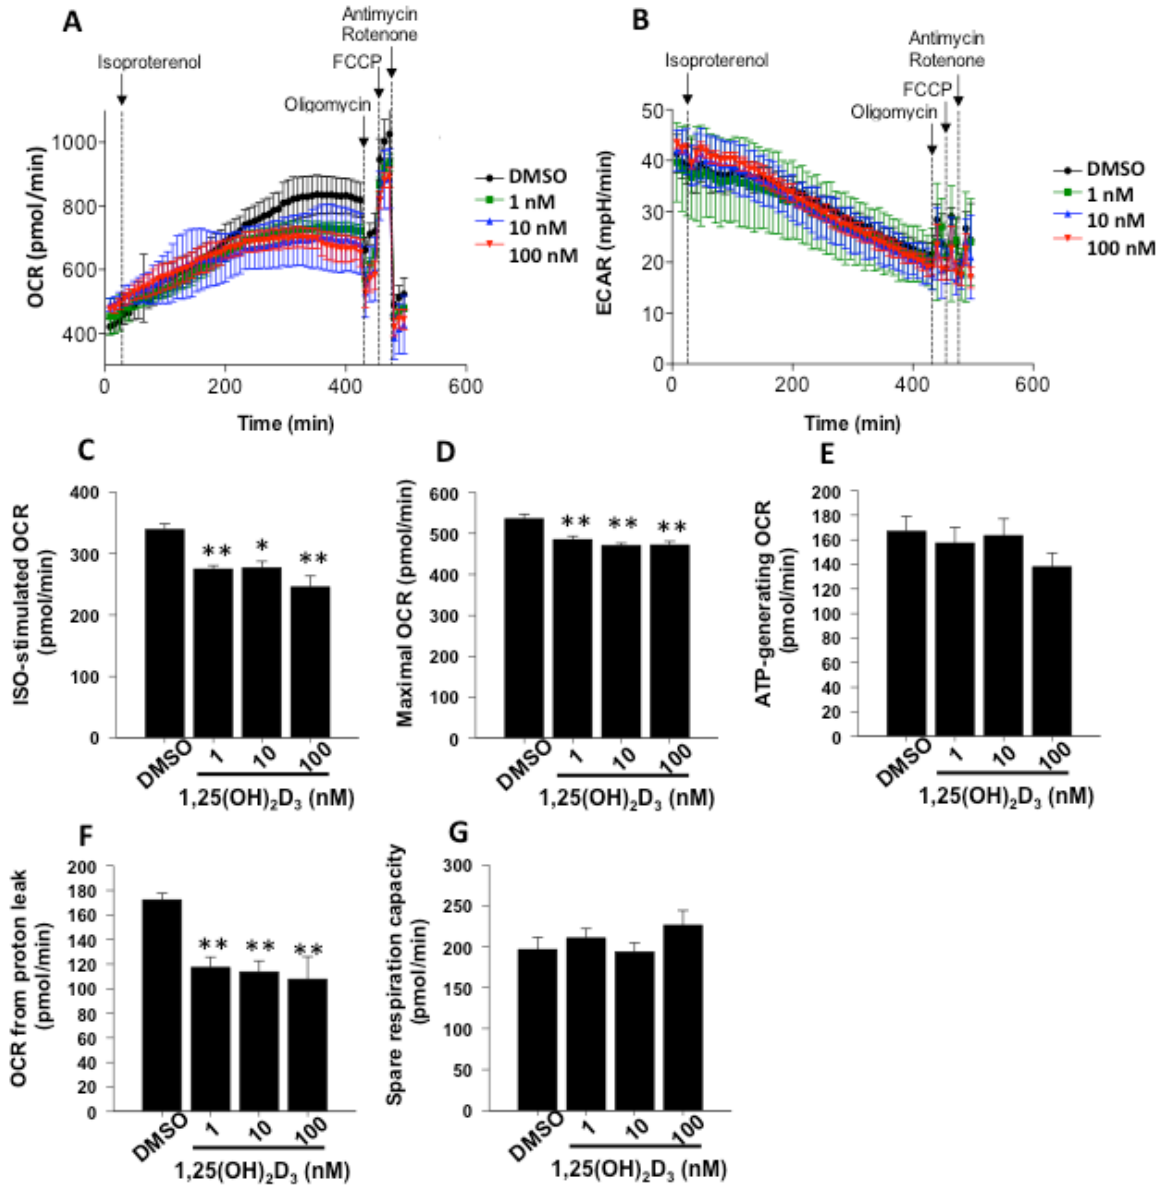 A
Antimycin
Rotenone
Isoproterenol
FCCP
Oligomycin
1000
800
600
400
OCR (pmol/min)
0 200 400 600
Time (min)
DMSO
1 nM
10 nM
100 nM
B
Antimycin
Rotenone
Isoproterenol
FCCP
Oligomycin
50
40
30
20
10
0
ECAR (mpH/min)
0 200 400 600
Time (min)
DMSO
1 nM
10 nM
100 nM
C
400
300
200
100
0
ISO-stimulated OCR
(pmol/min)
** * **
DMSO 1 10 100
1,25(OH)₂D₃ (nM)
D
600
500
400
300
200
100
0
Maximal OCR (pmol/min)
** ** **
DMSO 1 10 100
1,25(OH)₂D₃ (nM)
E
200
180
160
140
120
100
80
60
40
20
0
ATP-generating OCR
(pmol/min)
DMSO 1 10 100
1,25(OH)₂D₃ (nM)
F
200
180
160
140
120
100
80
60
40
20
0
OCR from proton leak
(pmol/min)
** ** **
DMSO 1 10 100
1,25(OH)₂D₃ (nM)
G
300
250
200
150
100
50
0
Spare respiration capacity
(pmol/min)
DMSO 1 10 100
1,25(OH)₂D₃ (nM)